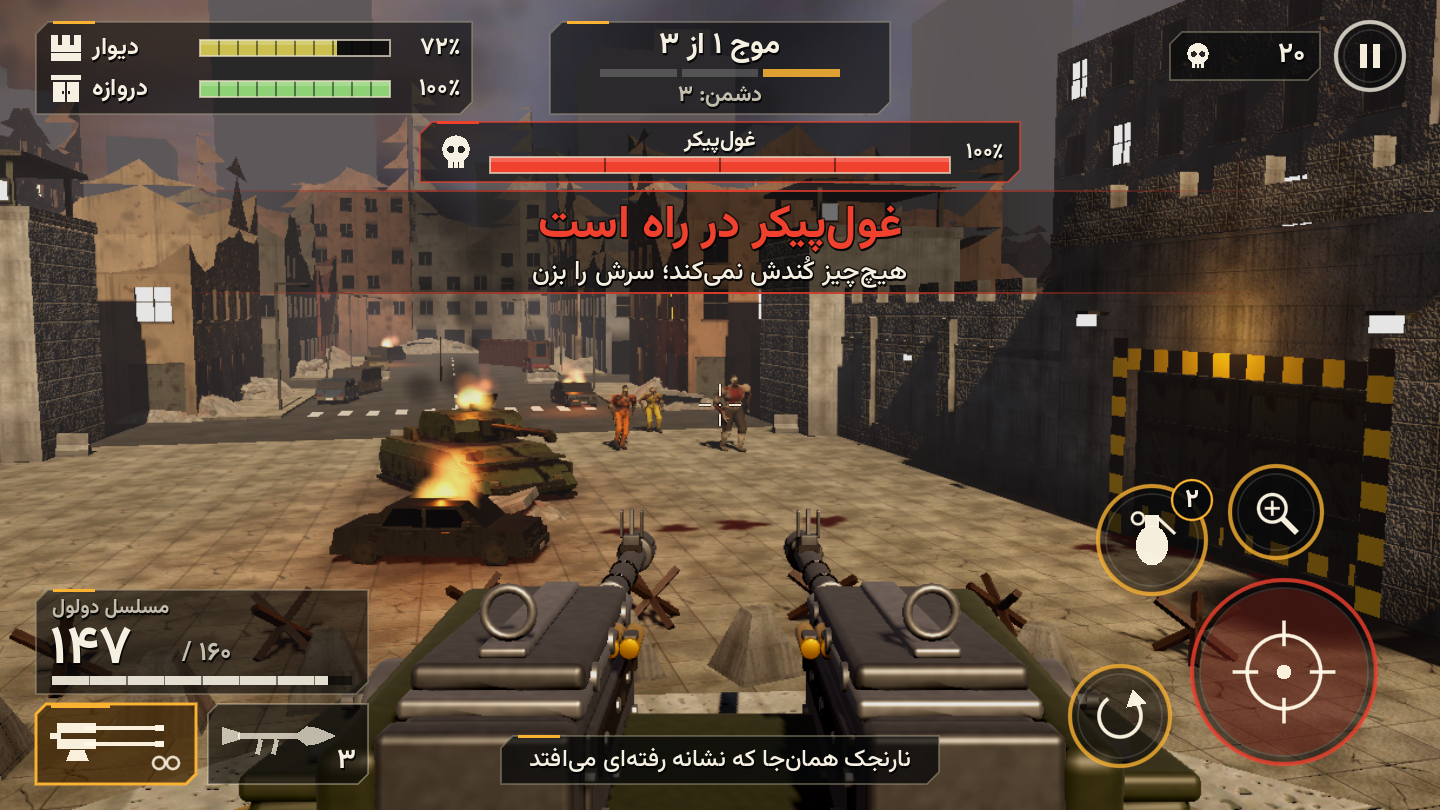 دیوار ۷۲٪
دروازه ۱۰۰٪
موج ۱ از ۳
دشمن: ۳
۲۰
غول‌پیکر
۱۰۰٪
غول‌پیکر در راه است
هیچ‌چیز کُندش نمی‌کند؛ سرش را بزن
۲
مسلسل دولول
۱۴۷ / ۱۶۰
∞
۳
نارنجک همان‌جا که نشانه رفته‌ای می‌افتد